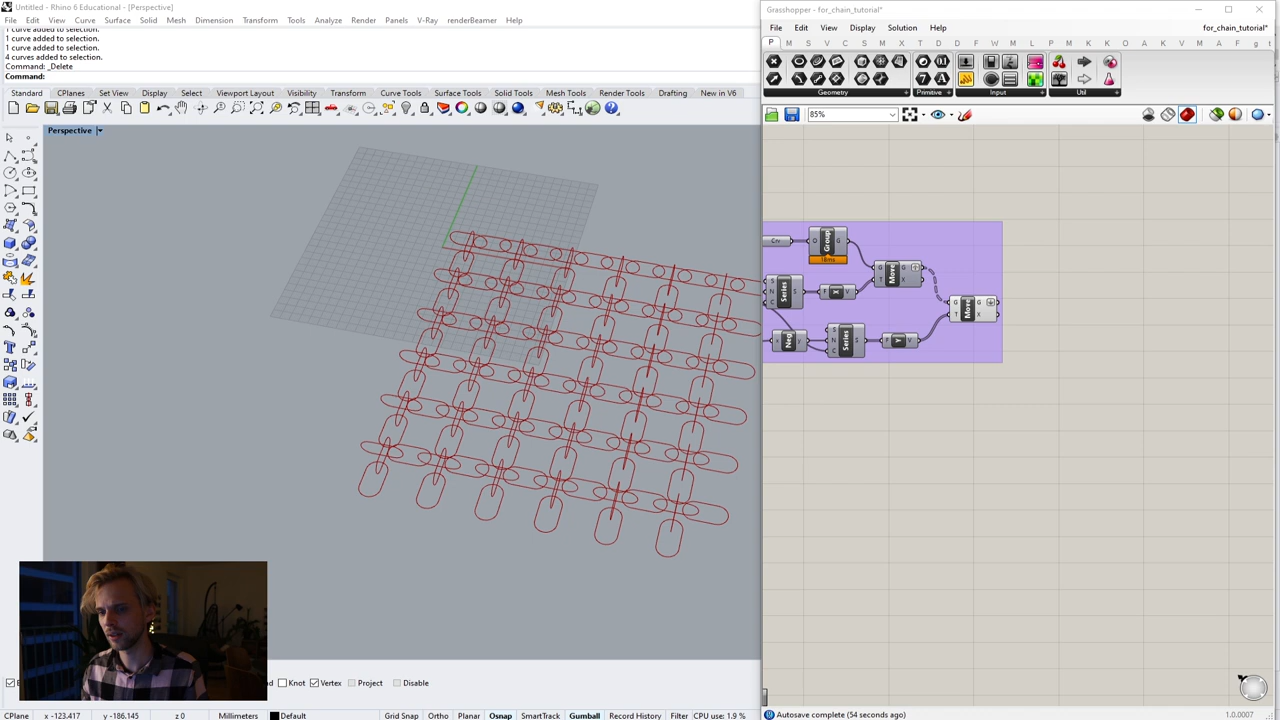 Untitled - Rhino 6 Educational - [Perspective]
File Edit View Curve Surface Solid Mesh Dimension Transform Tools Analyze Render Panels V-Ray renderBeamer Help
1 curve added to selection.
1 curve added to selection.
1 curve added to selection.
4 curves added to selection.
Command: _Delete
Command:
Standard CPlanes Set View Display Select Viewport Layout Visibility Transform Curve Tools Surface Tools Solid Tools Mesh Tools Render Tools Drafting New in V6
Perspective
Knot Vertex Project Disable
CPlane x -123.417 y -186.145 z 0 Millimeters Default Grid Snap Ortho Planar Osnap SmartTrack Gumball Record History Filter CPU use: 1.9 %
Grasshopper - for_chain_tutorial*
File Edit View Display Solution Help for_chain_tutorial*
P M S V C S M I X T D B D F W M L P M K V K P M E C O R F A B g t
Geometry Primitive Input Util
85%
Crv O Group G
18ms
G Move G
T X
S Series S
N
C
F X V
G Move G
T X
x Neg y
S Series S
N
C
F Y V
Autosave complete (54 seconds ago)
1.0.0007